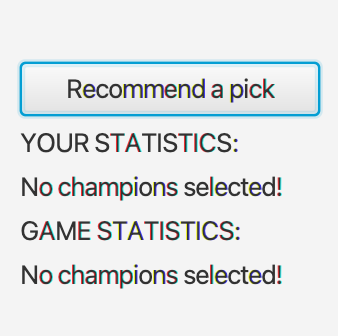 Recommend a pick
YOUR STATISTICS:
No champions selected!
GAME STATISTICS:
No champions selected!